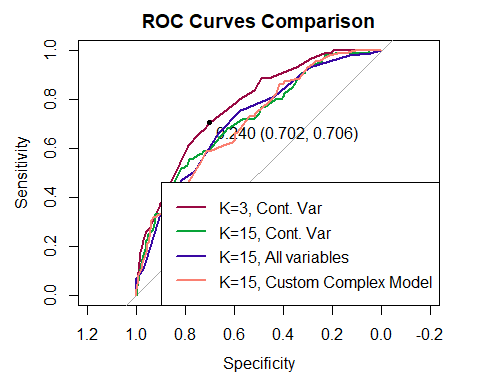 ROC Curves Comparison
Sensitivity
1.0
0.8
0.6
0.4
0.2
0.0
0.240 (0.702, 0.706)
K=3, Cont. Var
K=15, Cont. Var
K=15, All variables
K=15, Custom Complex Model
1.2 1.0 0.8 0.6 0.4 0.2 0.0 -0.2
Specificity